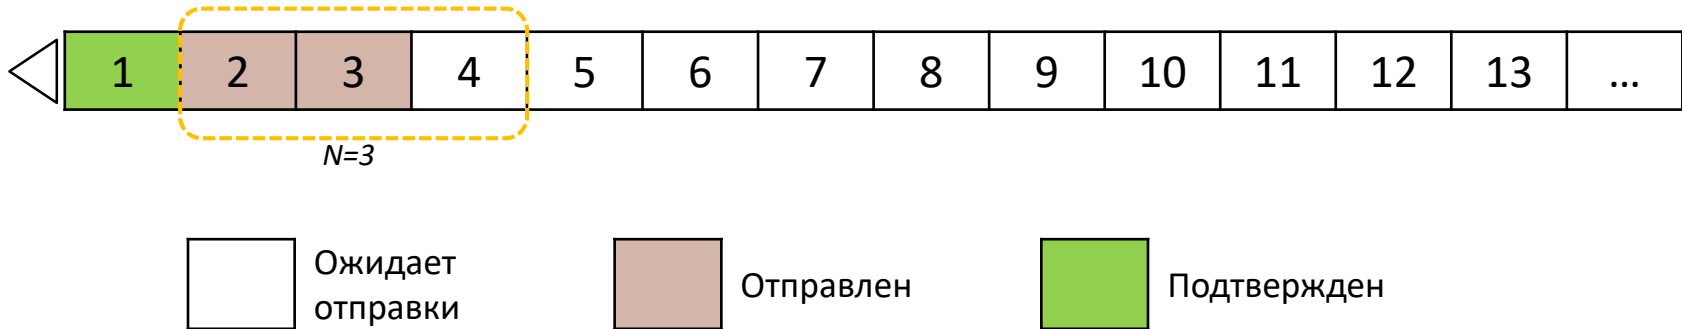 1 2 3 4 5 6 7 8 9 10 11 12 13 ...
N=3
Ожидает
отправки
Отправлен
Подтвержден